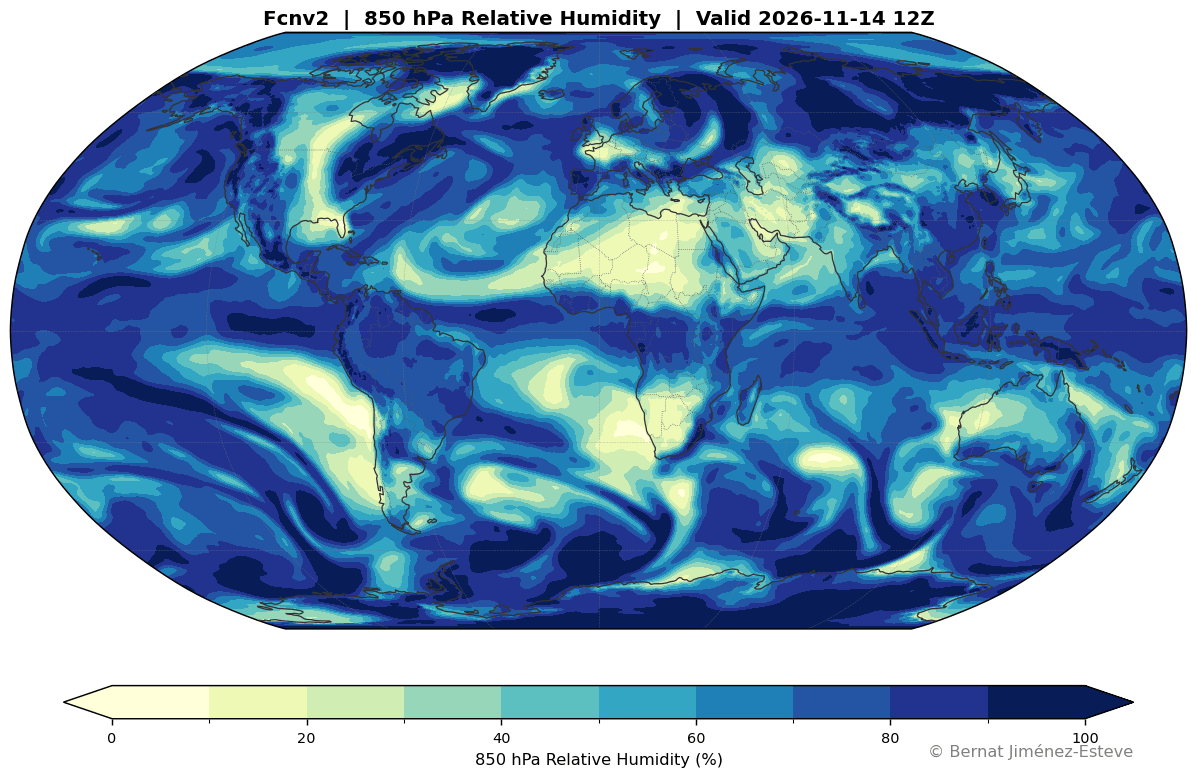 Fcnv2 | 850 hPa Relative Humidity | Valid 2026-11-14 12Z
0 20 40 60 80 100
850 hPa Relative Humidity (%)
© Bernat Jiménez-Esteve